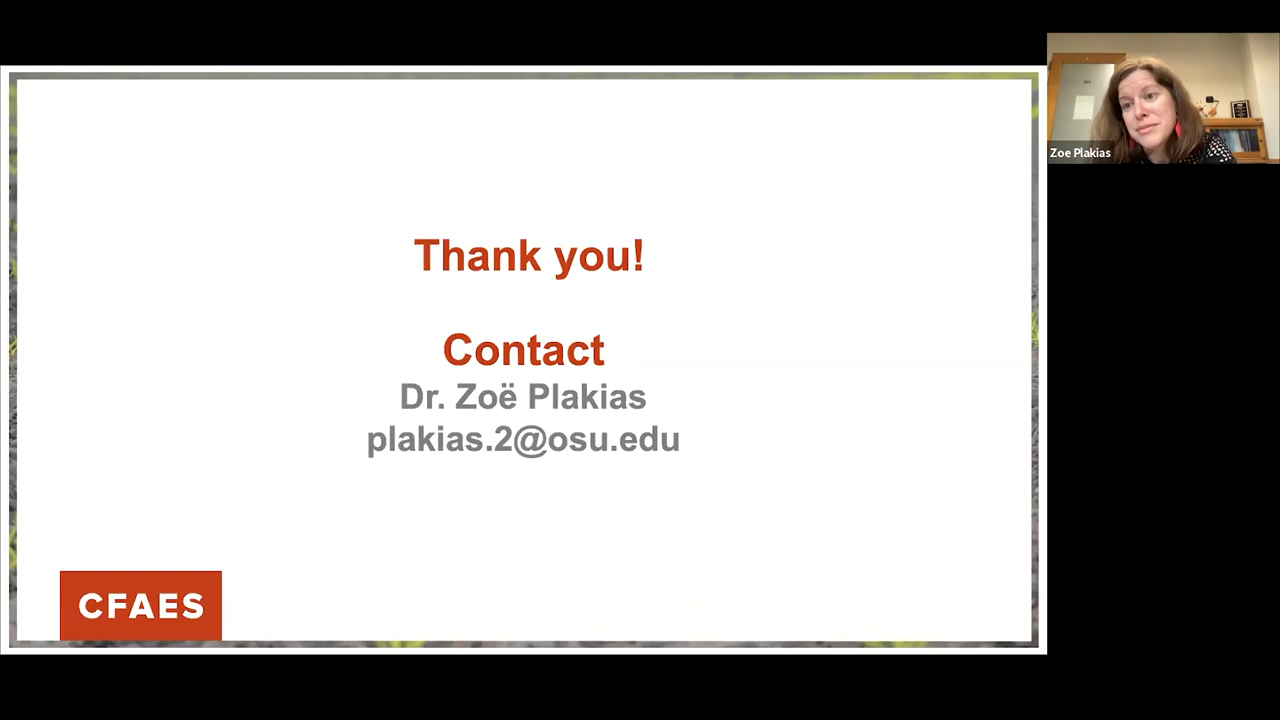 Thank you!
Contact
Dr. Zoë Plakias
plakias.2@osu.edu
CFAES
Zoe Plakias